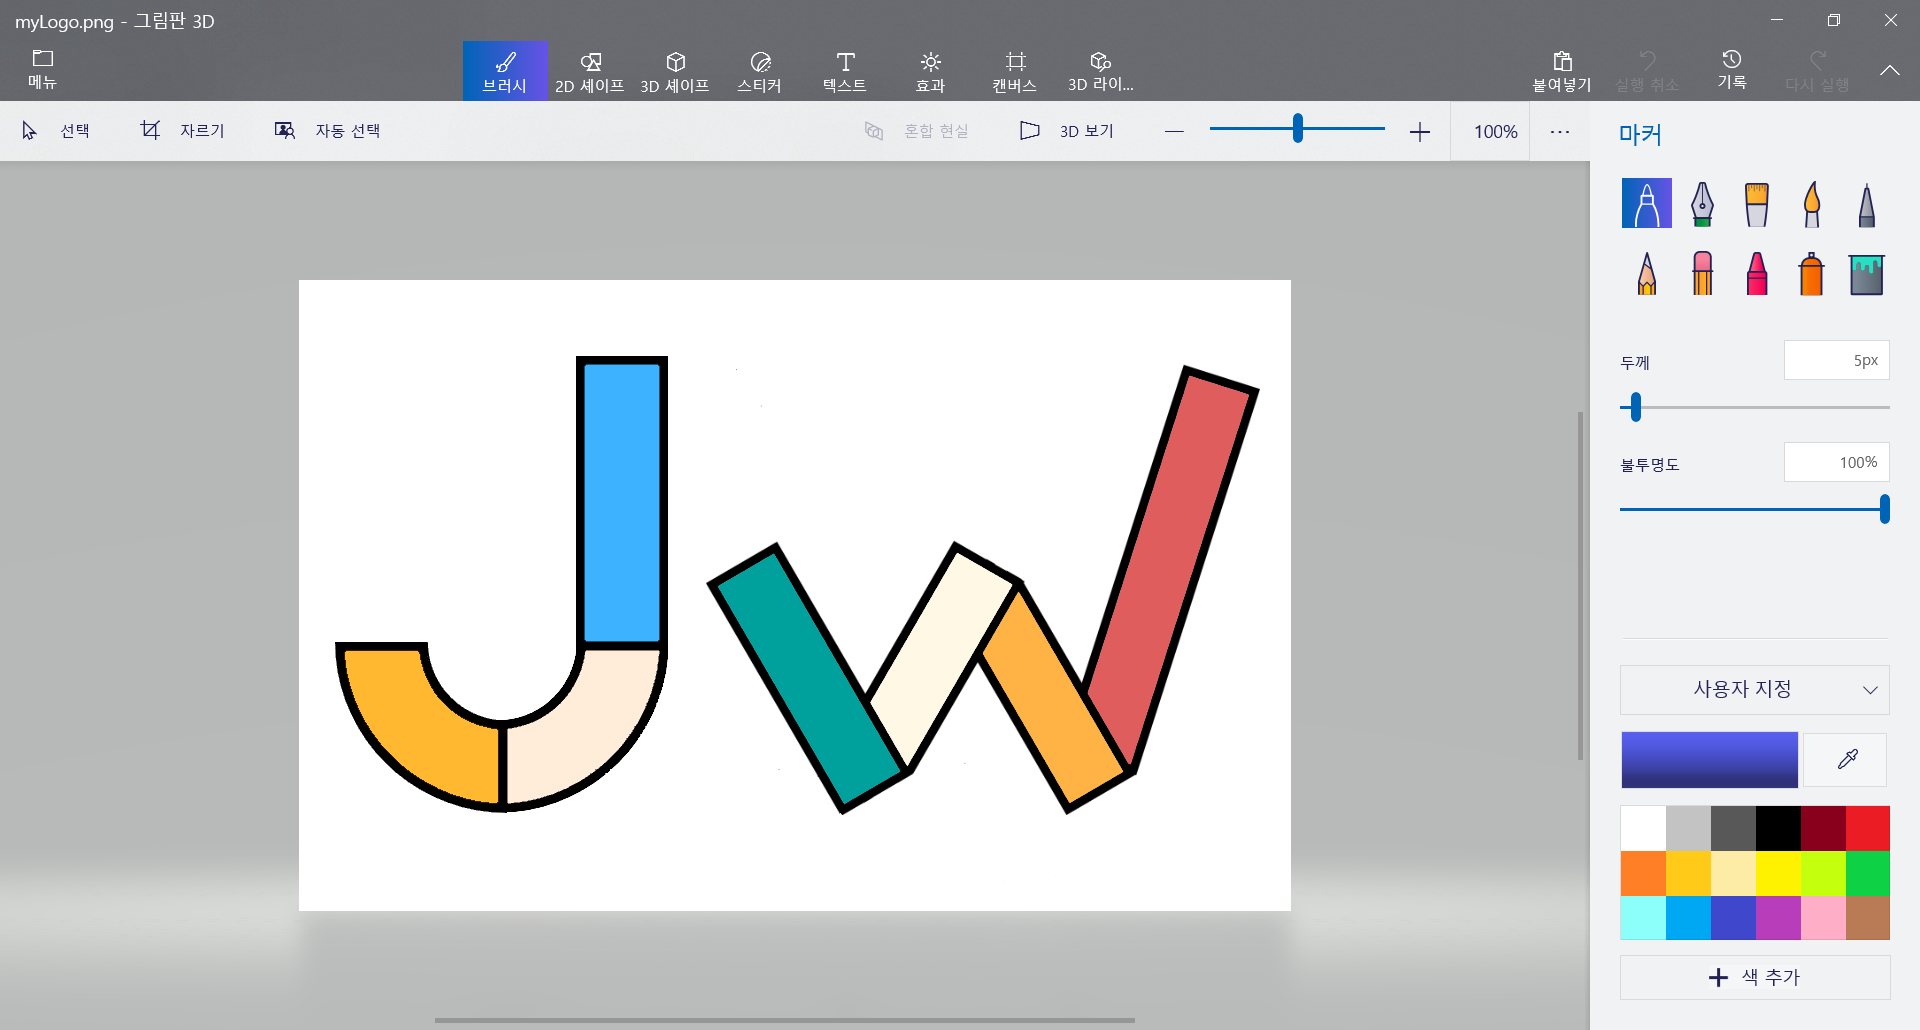 myLogo.png - 그림판 3D
메뉴
브러시
2D 셰이프
3D 셰이프
스티커
텍스트
효과
캔버스
3D 라이...
붙여넣기
실행 취소
기록
다시 실행
선택
자르기
자동 선택
혼합 현실
3D 보기
100%
마커
두께
5px
불투명도
100%
사용자 지정
색 추가
JW